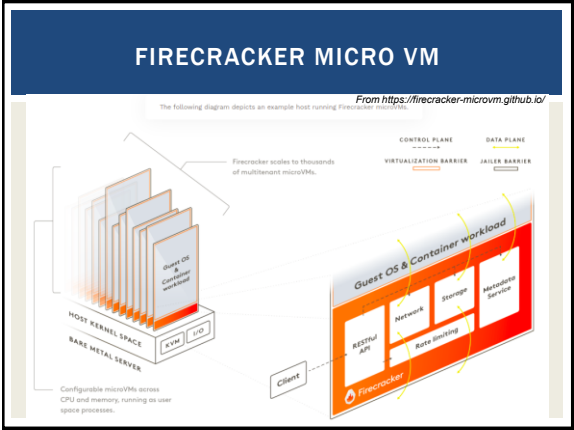 FIRECRACKER MICRO VM
From https://firecracker-microvm.github.io/
The following diagram depicts an example host running Firecracker microVMs.
CONTROL PLANE
DATA PLANE
VIRTUALIZATION BARRIER
JAILER BARRIER
Firecracker scales to thousands
of multitenant microVMs.
Guest OS
&
Container
workload
HOST KERNEL SPACE
KVM
I/O
BARE METAL SERVER
Configurable microVMs across
CPU and memory, running as user
space processes.
Guest OS & Container workload
RESTful
API
Network
Storage
Metadata
Service
Rate limiting
Client
Firecracker